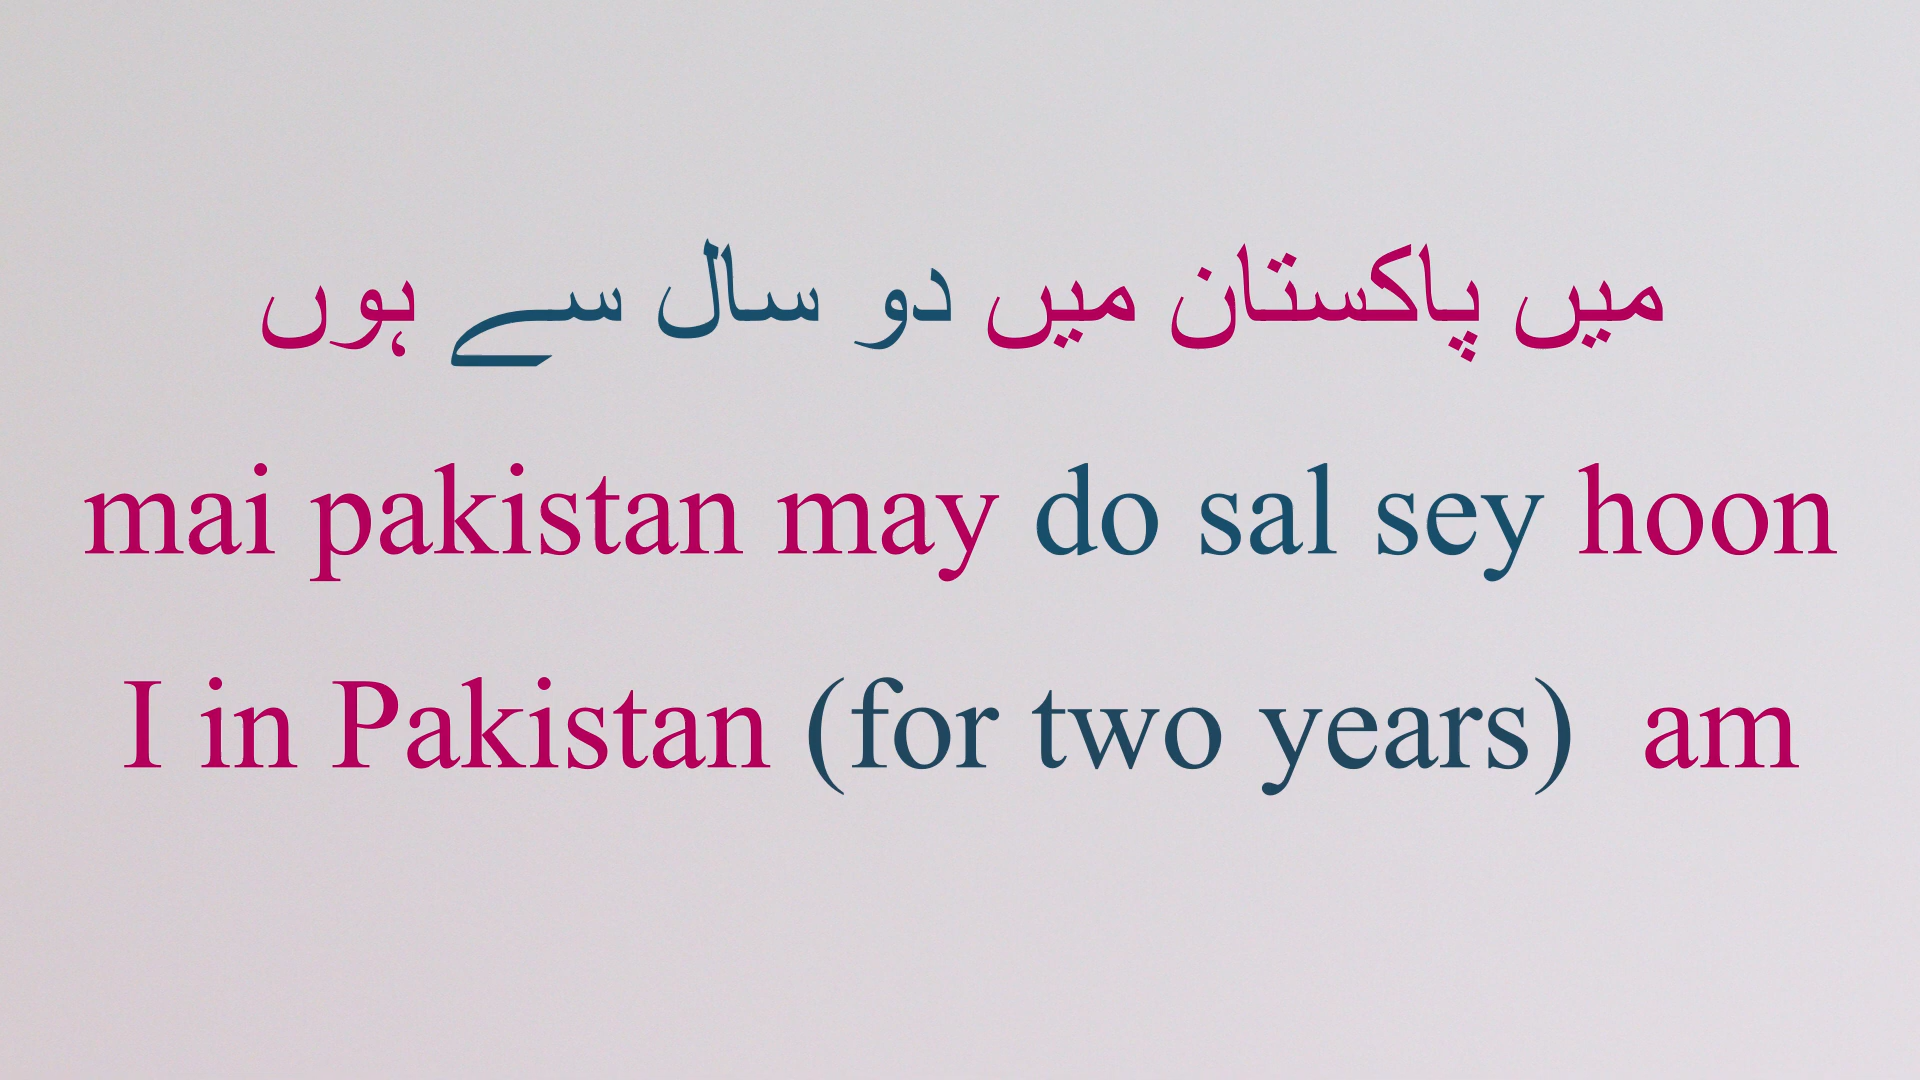 میں پاکستان میں دو سال سے ہوں
mai pakistan may do sal sey hoon
I in Pakistan (for two years) am